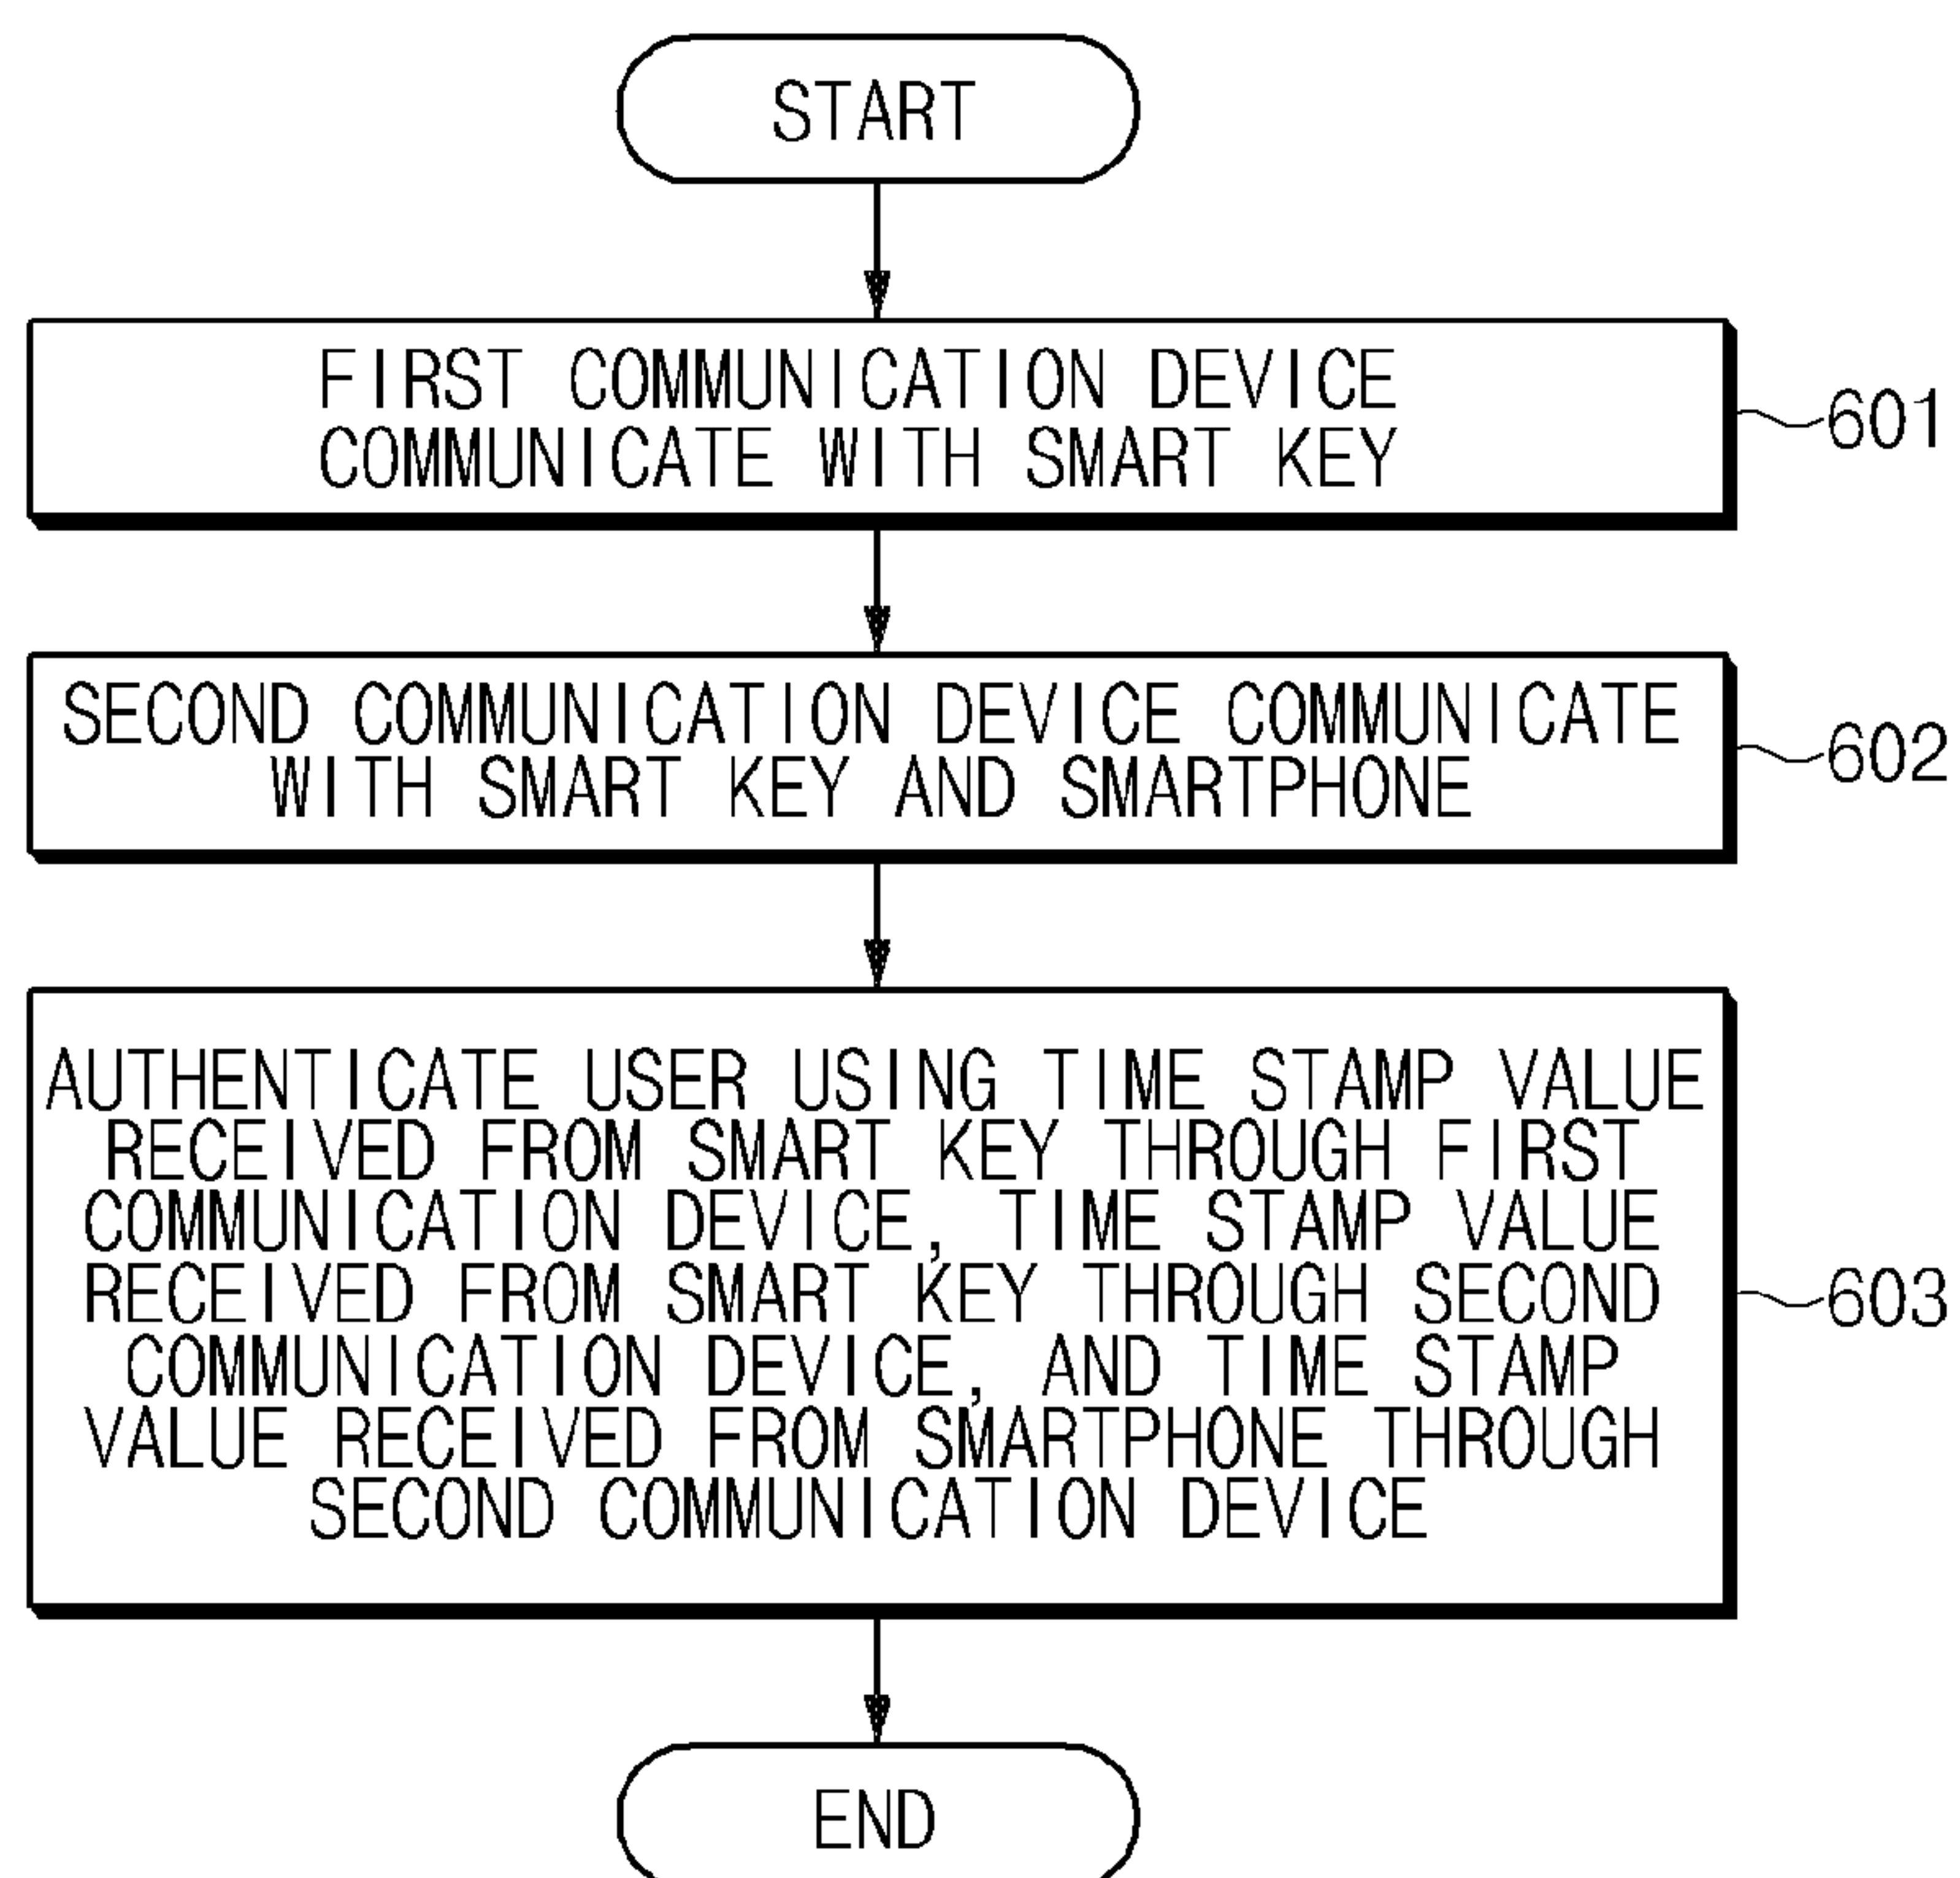 START
FIRST COMMUNICATION DEVICE
COMMUNICATE WITH SMART KEY
601
SECOND COMMUNICATION DEVICE COMMUNICATE
WITH SMART KEY AND SMARTPHONE
602
AUTHENTICATE USER USING TIME STAMP VALUE
RECEIVED FROM SMART KEY THROUGH FIRST
COMMUNICATION DEVICE, TIME STAMP VALUE
RECEIVED FROM SMART KEY THROUGH SECOND
COMMUNICATION DEVICE, AND TIME STAMP
VALUE RECEIVED FROM SMARTPHONE THROUGH
SECOND COMMUNICATION DEVICE
603
END